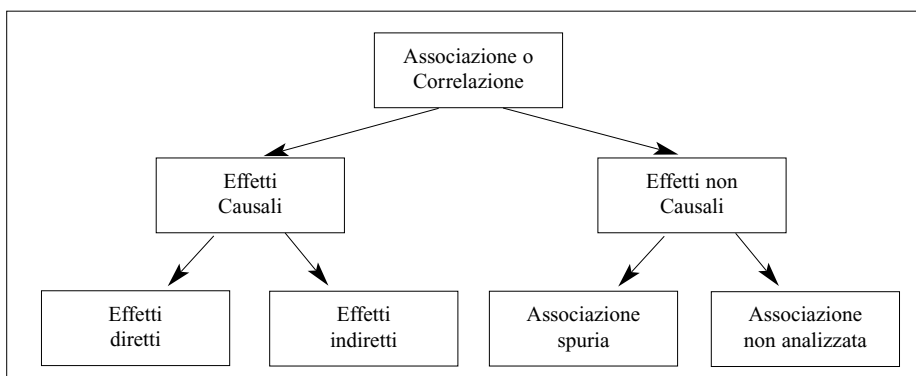 Associazione o
Correlazione
Effetti
Causali
Effetti non
Causali
Effetti
diretti
Effetti
indiretti
Associazione
spuria
Associazione
non analizzata